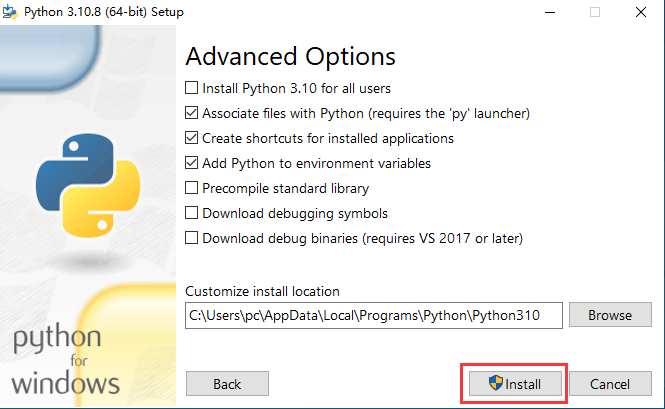 Python 3.10.8 (64-bit) Setup
Advanced Options
Install Python 3.10 for all users
Associate files with Python (requires the 'py' launcher)
Create shortcuts for installed applications
Add Python to environment variables
Precompile standard library
Download debugging symbols
Download debug binaries (requires VS 2017 or later)
Customize install location
C:\Users\pc\AppData\Local\Programs\Python\Python310
Browse
python
for
windows
Back
Install
Cancel